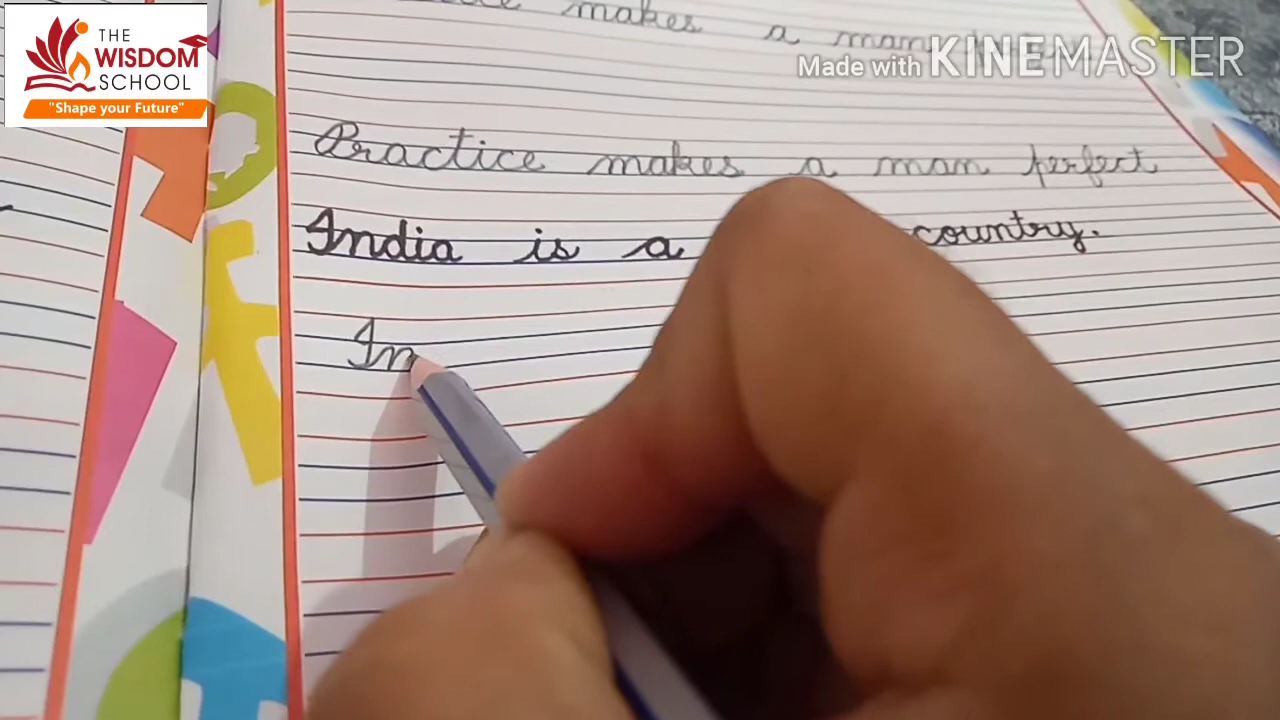 makes a man
THE WISDOM SCHOOL
"Shape your Future"
Made with KINEMASTER
Practice makes a man perfect
India is a country.
In